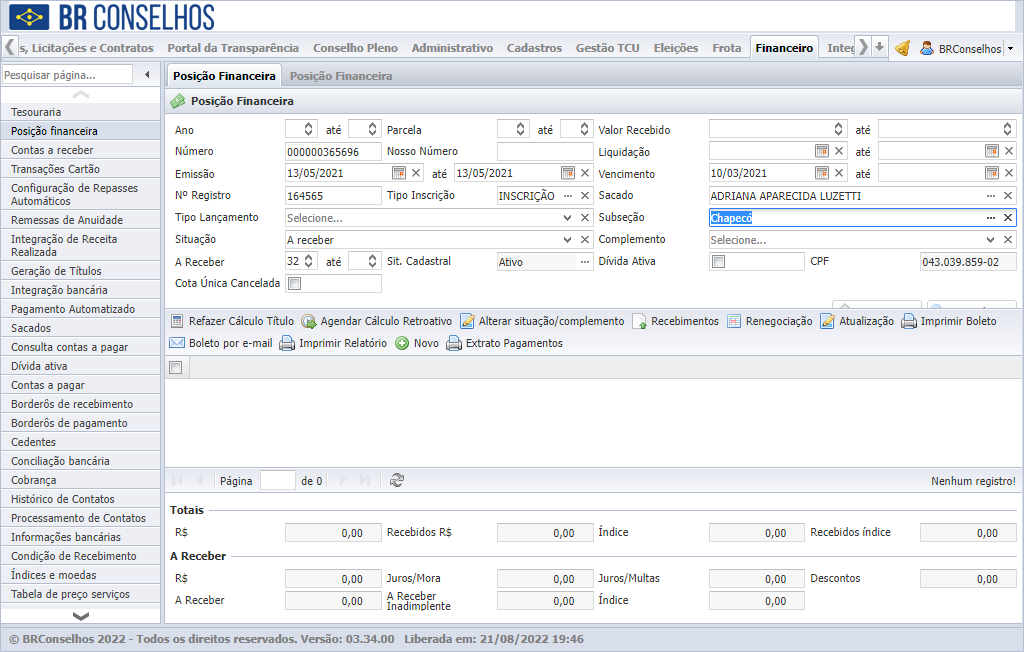 BR CONSELHOS
s, Licitações e Contratos Portal da Transparência Conselho Pleno Administrativo Cadastros Gestão TCU Eleições Frota Financeiro Integ BRConselhos
Pesquisar página... Posição Financeira Posição Financeira
Posição Financeira
Tesouraria
Posição financeira
Contas a receber
Transações Cartão
Configuração de Repasses
Automáticos
Remessas de Anuidade
Integração de Receita
Realizada
Geração de Títulos
Integração bancária
Pagamento Automatizado
Sacados
Consulta contas a pagar
Dívida ativa
Contas a pagar
Borderôs de recebimento
Borderôs de pagamento
Cedentes
Conciliação bancária
Cobrança
Histórico de Contatos
Processamento de Contatos
Informações bancárias
Condição de Recebimento
Índices e moedas
Tabela de preço serviços
Ano até Parcela até Valor Recebido até
Número 000000365696 Nosso Número Liquidação até
Emissão 13/05/2021 até 13/05/2021 Vencimento 10/03/2021 até
Nº Registro 164565 Tipo Inscrição INSCRIÇÃO ... Sacado ADRIANA APARECIDA LUZETTI ...
Tipo Lançamento Selecione... Subseção Chapecó ...
Situação A receber Complemento Selecione...
A Receber 32 até Sit. Cadastral Ativo ... Dívida Ativa CPF 043.039.859-02
Cota Única Cancelada
Refazer Cálculo Título Agendar Cálculo Retroativo Alterar situação/complemento Recebimentos Renegociação Atualização Imprimir Boleto
Boleto por e-mail Imprimir Relatório Novo Extrato Pagamentos
Página de 0 Nenhum registro!
Totais
R$ 0,00 Recebidos R$ 0,00 Índice 0,00 Recebidos índice 0,00
A Receber
R$ 0,00 Juros/Mora 0,00 Juros/Multas 0,00 Descontos 0,00
A Receber 0,00 A Receber Inadimplente 0,00 Índice 0,00
© BRConselhos 2022 - Todos os direitos reservados. Versão: 03.34.00 Liberada em: 21/08/2022 19:46